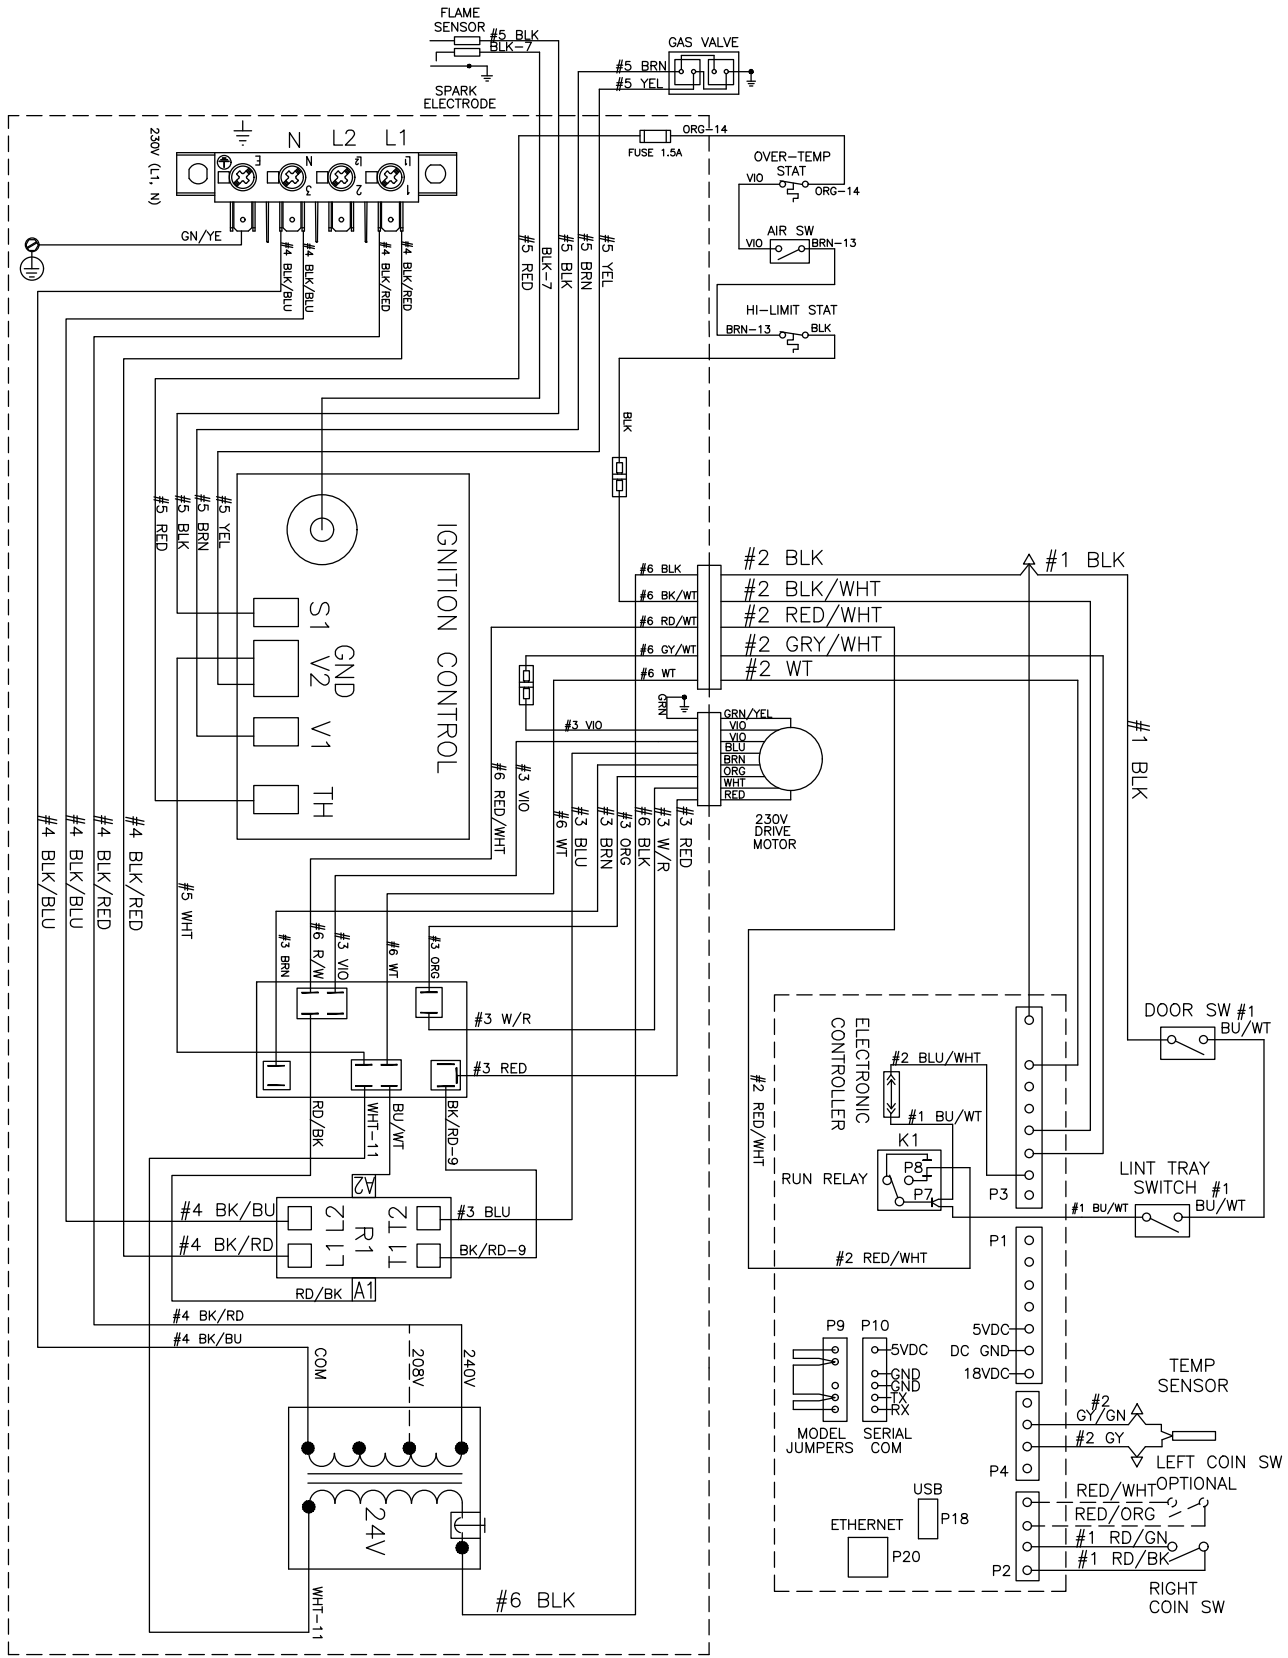 FLAME
SENSOR
#5 BLK
BLK-7
SPARK
ELECTRODE
GAS VALVE
#5 BRN
#5 YEL
ORG-14
FUSE 1.5A
OVER-TEMP
STAT
VIO
ORG-14
AIR SW
VIO
BRN-13
HI-LIMIT STAT
BRN-13
BLK
230V (L1, N)
N
L2
L1
E
N
L2
L1
3
2
1
GN/YE
#4 BLK/BLU
#4 BLK/BLU
#4 BLK/RED
#4 BLK/RED
#5 RED
BLK-7
#5 BLK
#5 BRN
#5 YEL
BLK
#5 RED
#5 BLK
#5 BRN
#5 YEL
IGNITION CONTROL
S1
GND
V2
V1
TH
#6 BLK
#6 BK/WT
#6 RD/WT
#6 GY/WT
#6 WT
#2 BLK
#2 BLK/WHT
#2 RED/WHT
#2 GRY/WHT
#2 WT
#1 BLK
#1 BLK
GRN
#3 VIO
GRN/YEL
VIO
VIO
BLU
BRN
ORG
WHT
RED
230V
DRIVE
MOTOR
#6 RED/WHT
#3 VIO
#6 WT
#3 BLU
#3 BRN
#3 ORG
#6 BLK
#3 W/R
#3 RED
#4 BLK/BLU
#4 BLK/BLU
#4 BLK/RED
#4 BLK/RED
#5 WHT
#3 BRN
#6 R/W
#3 VIO
#6 WT
#3 ORG
#3 W/R
#3 RED
RD/BK
WHT-11
BU/WT
BK/RD-9
#4 BK/BU
#4 BK/RD
A2
L2
T2
R1
L1
T1
A1
#3 BLU
BK/RD-9
RD/BK
#4 BK/RD
#4 BK/BU
COM
208V
240V
24V
WHT-11
#6 BLK
ELECTRONIC
CONTROLLER
#2 BLU/WHT
#1 BU/WT
K1
RUN RELAY
P8
P7
P3
#2 RED/WHT
#2 RED/WHT
DOOR SW
#1
BU/WT
LINT TRAY
SWITCH
#1
BU/WT
#1 BU/WT
P1
5VDC
DC GND
18VDC
P9
P10
5VDC
GND
GND
TX
RX
MODEL
JUMPERS
SERIAL
COM
TEMP
SENSOR
#2
GY/GN
#2 GY
P4
LEFT COIN SW
OPTIONAL
RED/WHT
RED/ORG
#1 RD/GN
#1 RD/BK
P2
RIGHT
COIN SW
USB
P18
ETHERNET
P20